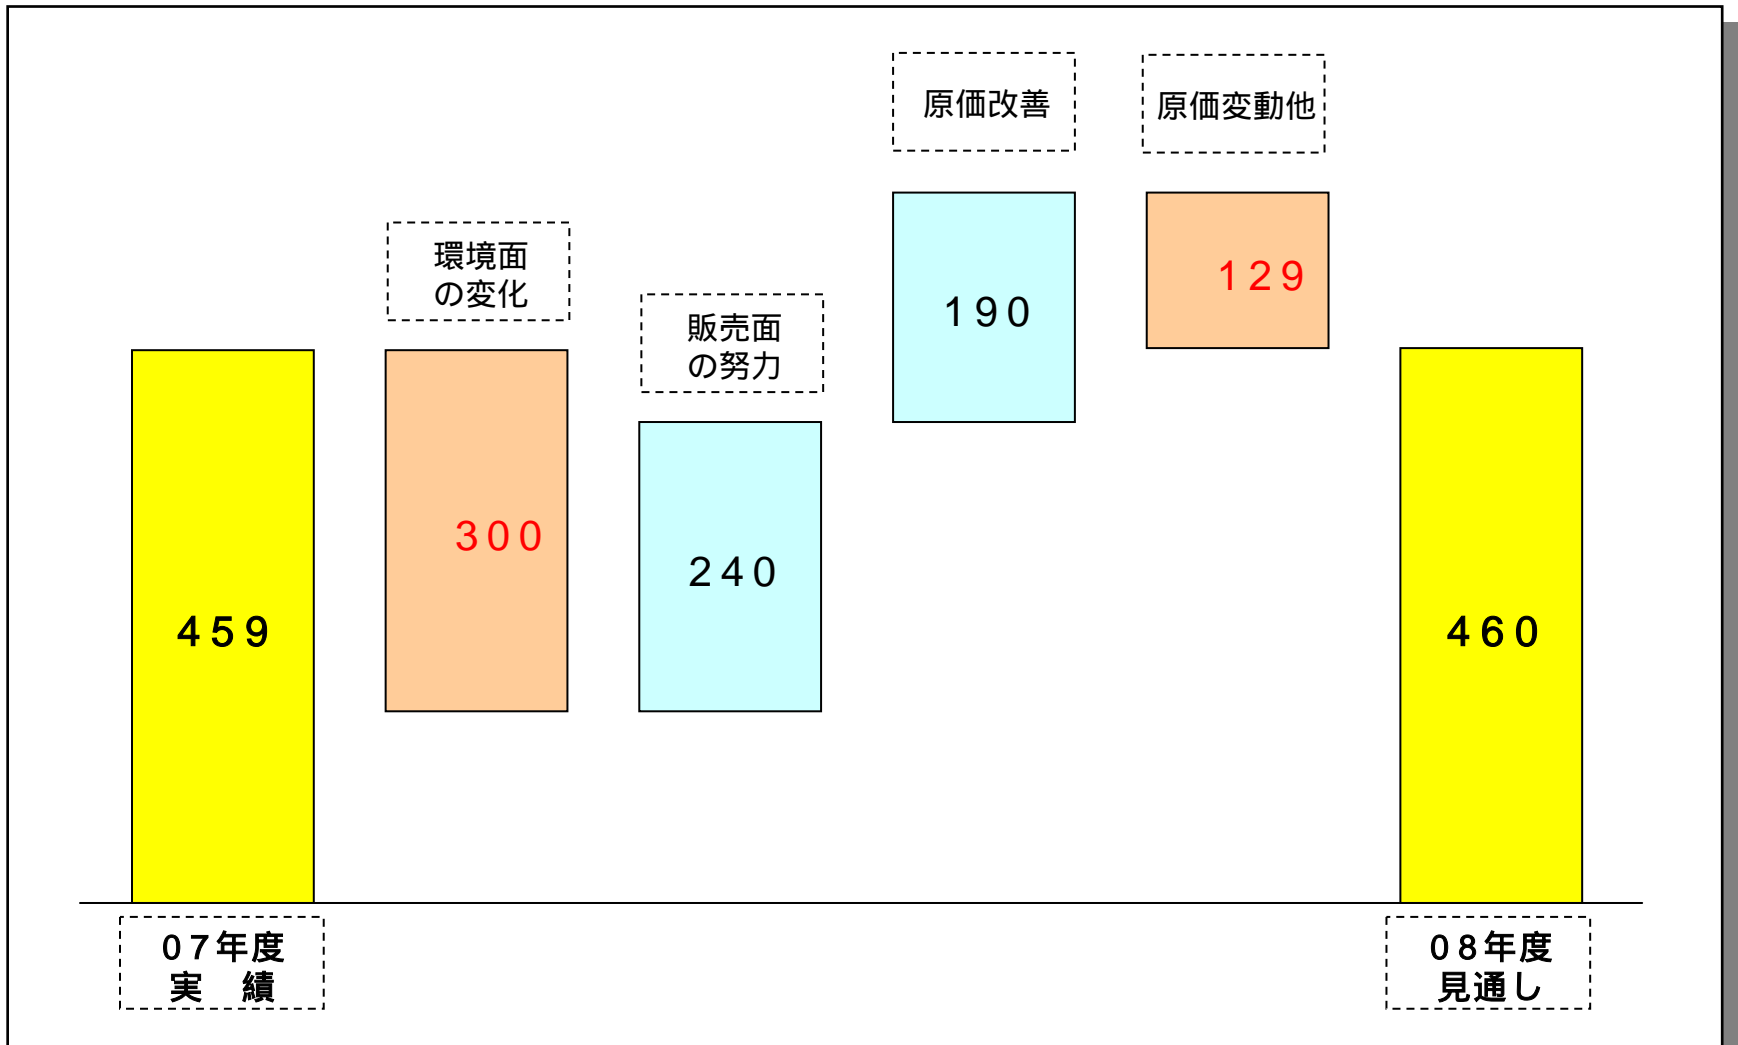 原価改善
原価変動他
環境面
の変化
販売面
の努力
190
129
300
240
459
460
07年度
実　績
08年度
見通し